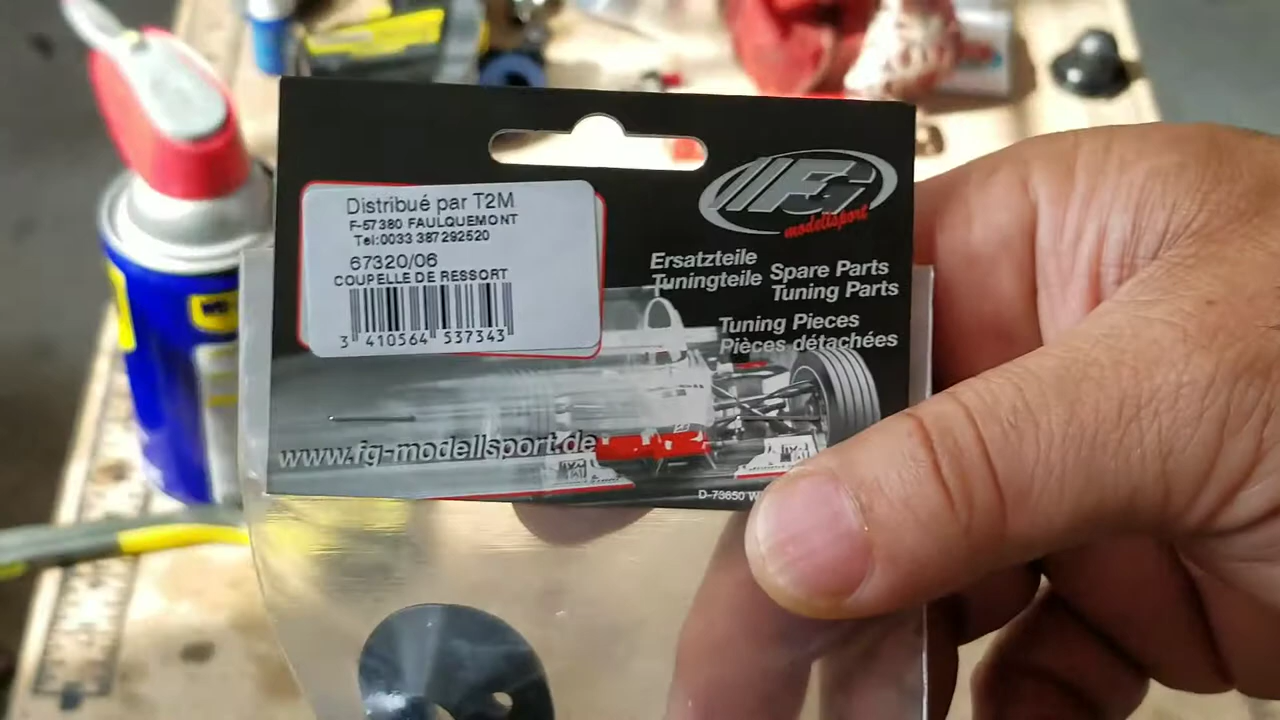 Distribué par T2M
F-57380 FAULQUEMONT
Tel:0033 387292520
67320/06
COUPELLE DE RESSORT
3 410564 537343
FG
modellsport
Ersatzteile
Tuningteile
Spare Parts
Tuning Parts
Tuning Pieces
Pièces détachées
www.fg-modellsport.de
D-73650 W